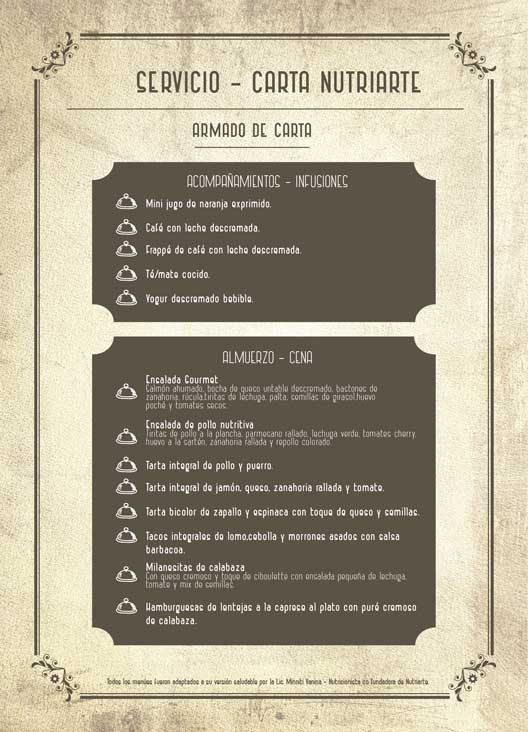 SERVICIO - CARTA NUTRIARTE
ARMADO DE CARTA
ACOMPAÑAMIENTOS - INFUSIONES
Mini jugo de naranja exprimido.
Café con leche descremada.
Frappé de café con leche descremada.
Té/mate cocido.
Yogur descremado bebible.
ALMUERZO - CENA
Ensalada Gourmet
Salmón ahumado, bocha de queso untable descremado, bastones de
zanahoria, rúcula,tiritas de lechuga, palta, semillas de girasol,huevo
poché y tomates secos.
Ensalada de pollo nutritiva
Tiritas de pollo a la plancha, parmesano rallado, lechuga verde, tomates cherry,
huevo a la sartén, zanahoria rallada y repollo colorado.
Tarta integral de pollo y puerro.
Tarta integral de jamón, queso, zanahoria rallada y tomate.
Tarta bicolor de zapallo y espinaca con toque de queso y semillas.
Tacos integrales de lomo,cebolla y morrones asados con salsa
barbacoa.
Milanesitas de calabaza
Con queso cremoso y toque de ciboulette con ensalada pequeña de lechuga,
tomate y mix de semillas.
Hamburguesas de lentejas a la caprese al plato con puré cremoso
de calabaza.
Todos los menúes fueron adaptados a su versión saludable por la Lic. Minniti Yanina - Nutricionista co fundadora de Nutriarte.